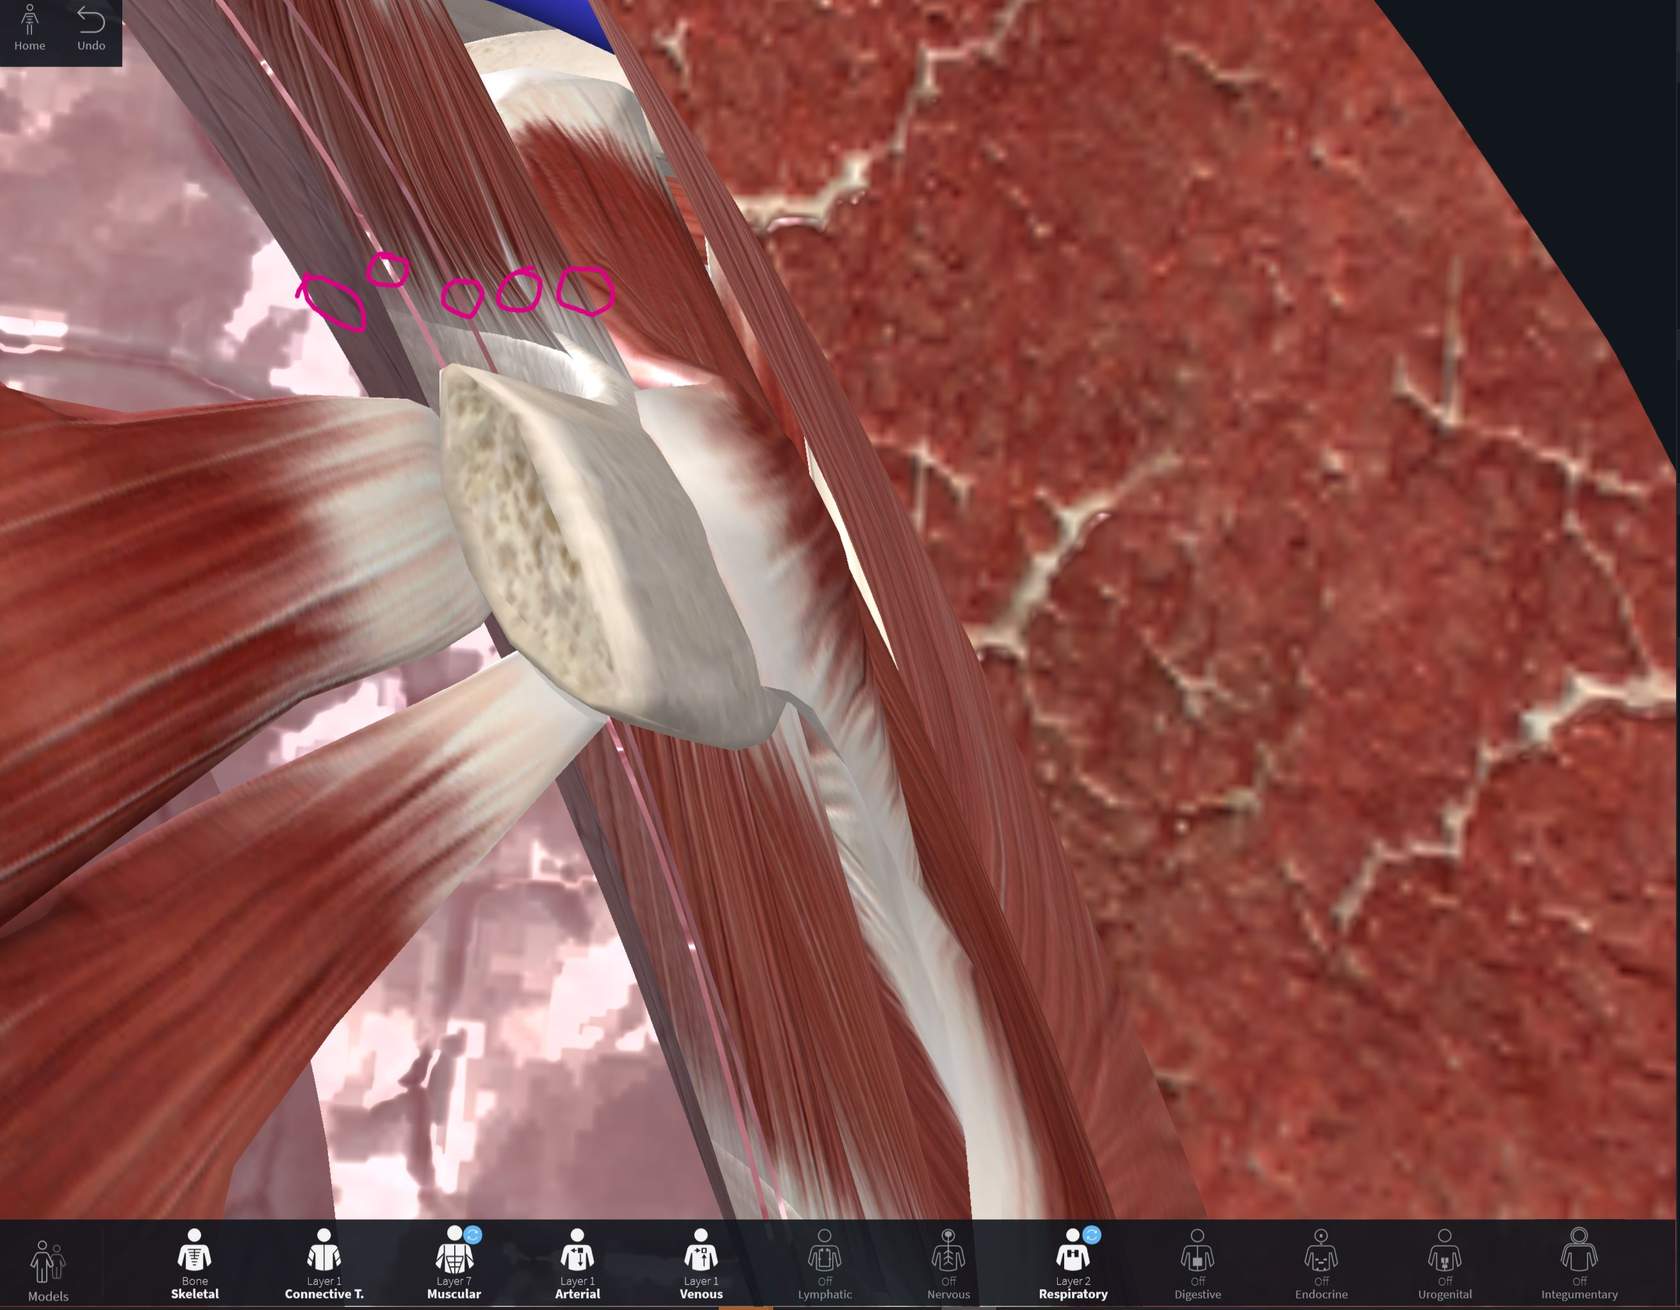 Home
Undo
Models
Bone
Skeletal
Layer 1
Connective T.
Layer 7
Muscular
Layer 1
Arterial
Layer 1
Venous
Off
Lymphatic
Off
Nervous
Layer 2
Respiratory
Off
Digestive
Off
Endocrine
Off
Urogenital
Off
Integumentary